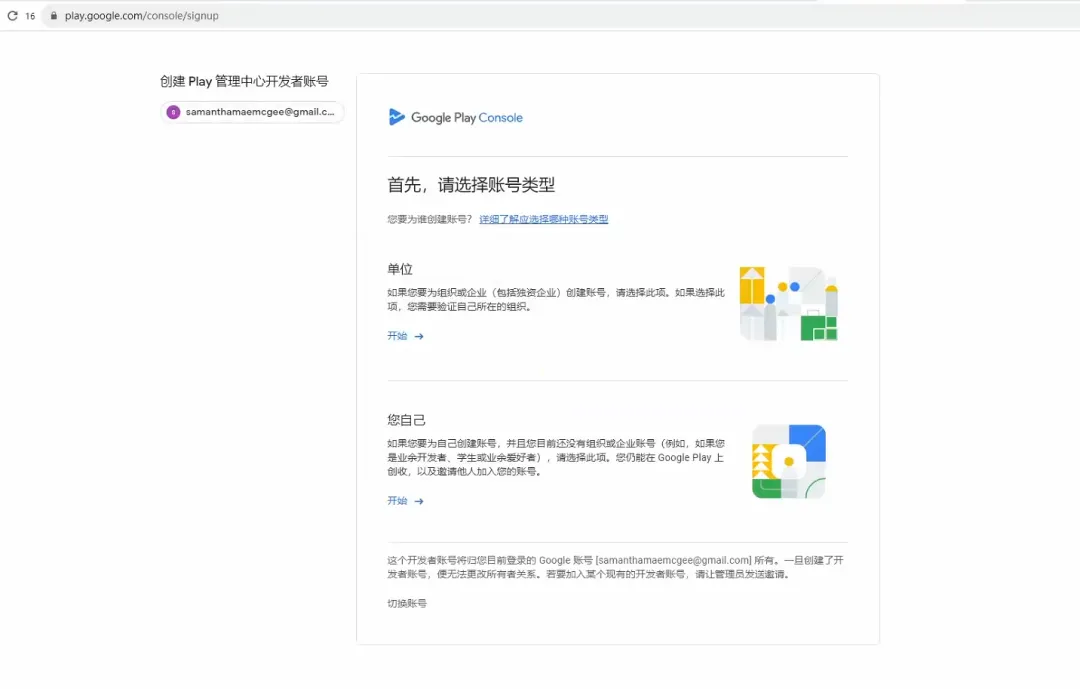 16 play.google.com/console/signup
创建 Play 管理中心开发者账号
s samanthamaemcgee@gmail.c...
Google Play Console
首先，请选择账号类型
您要为谁创建账号？ 详细了解应选择哪种账号类型
单位
如果您要为组织或企业（包括独资企业）创建账号，请选择此项。如果选择此
项，您需要验证自己所在的组织。
开始 →
您自己
如果您要为自己创建账号，并且您目前还没有组织或企业账号（例如，如果您
是业余开发者、学生或业余爱好者），请选择此项。您仍能在 Google Play 上
创收，以及邀请他人加入您的账号。
开始 →
这个开发者账号将归您目前登录的 Google 账号 [samanthamaemcgee@gmail.com] 所有。一旦创建了开
发者账号，便无法更改所有者关系。若要加入某个现有的开发者账号，请让管理员发送邀请。
切换账号